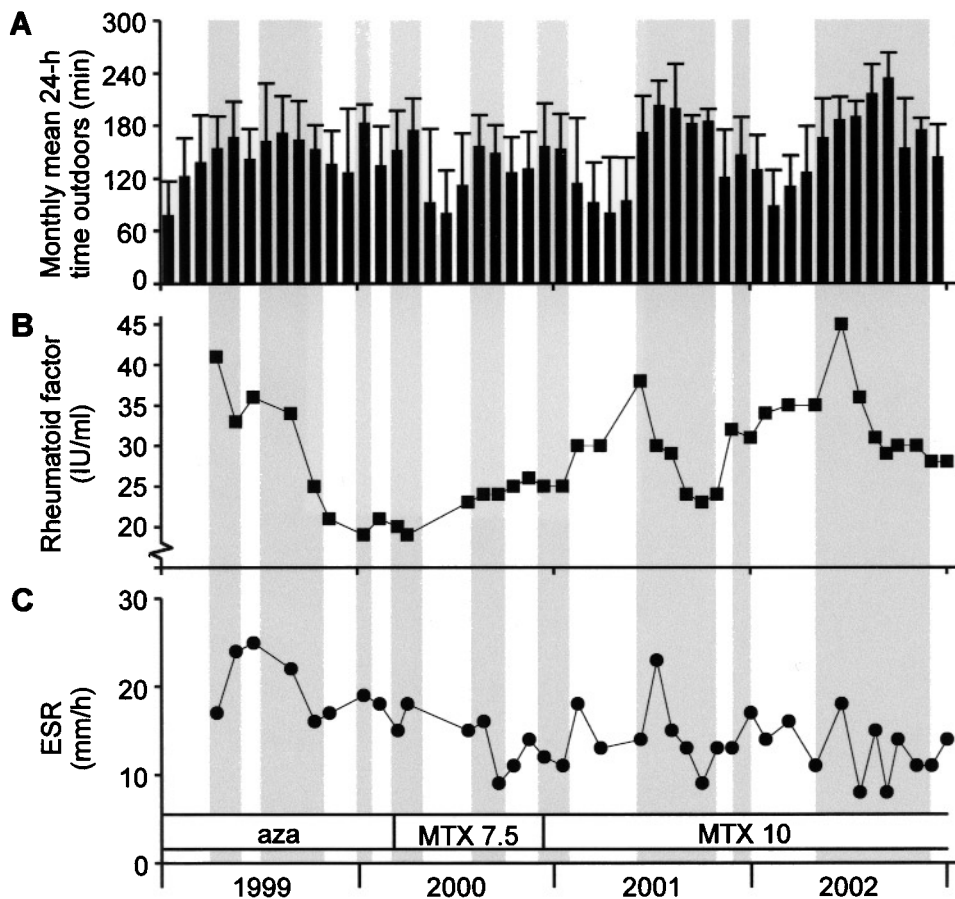 A
Monthly mean 24-h
time outdoors (min)
300
240
180
120
60
0
B
Rheumatoid factor
(IU/ml)
45
40
35
30
25
20
C
ESR
(mm/h)
30
20
10
0
aza MTX 7.5 MTX 10
1999 2000 2001 2002